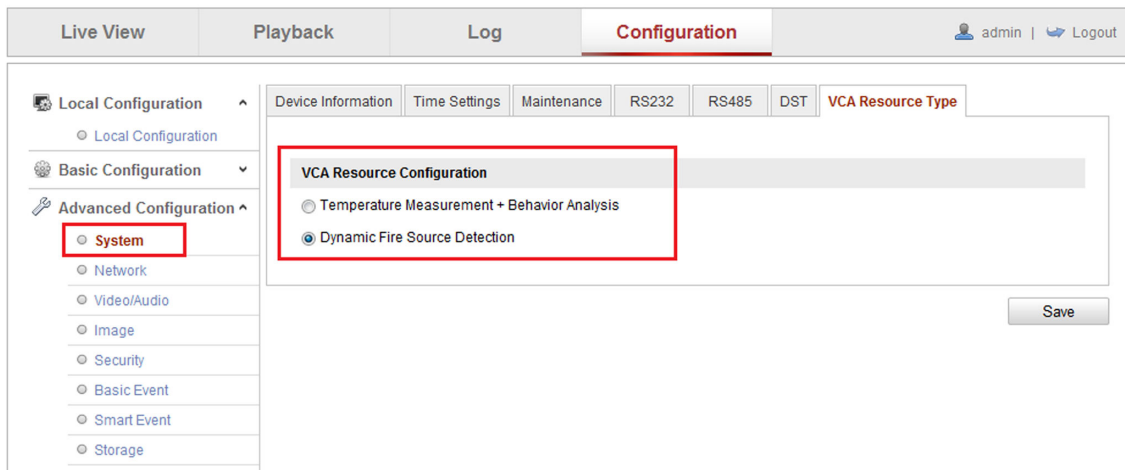 Live View
Playback
Log
Configuration
admin | Logout
Local Configuration
Local Configuration
Basic Configuration
Advanced Configuration
System
Network
Video/Audio
Image
Security
Basic Event
Smart Event
Storage
Device Information
Time Settings
Maintenance
RS232
RS485
DST
VCA Resource Type
VCA Resource Configuration
Temperature Measurement + Behavior Analysis
Dynamic Fire Source Detection
Save